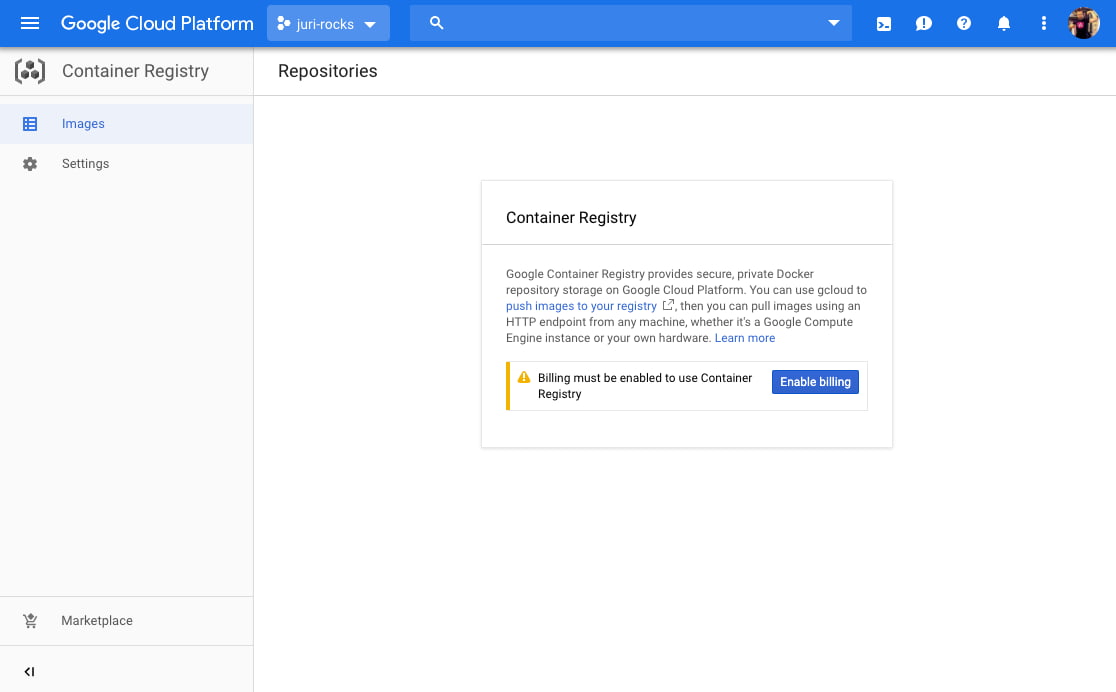 Google Cloud Platform
juri-rocks
Container Registry
Repositories
Images
Settings
Container Registry
Google Container Registry provides secure, private Docker
repository storage on Google Cloud Platform. You can use gcloud to
push images to your registry , then you can pull images using an
HTTP endpoint from any machine, whether it's a Google Compute
Engine instance or your own hardware. Learn more
Billing must be enabled to use Container
Registry
Enable billing
Marketplace